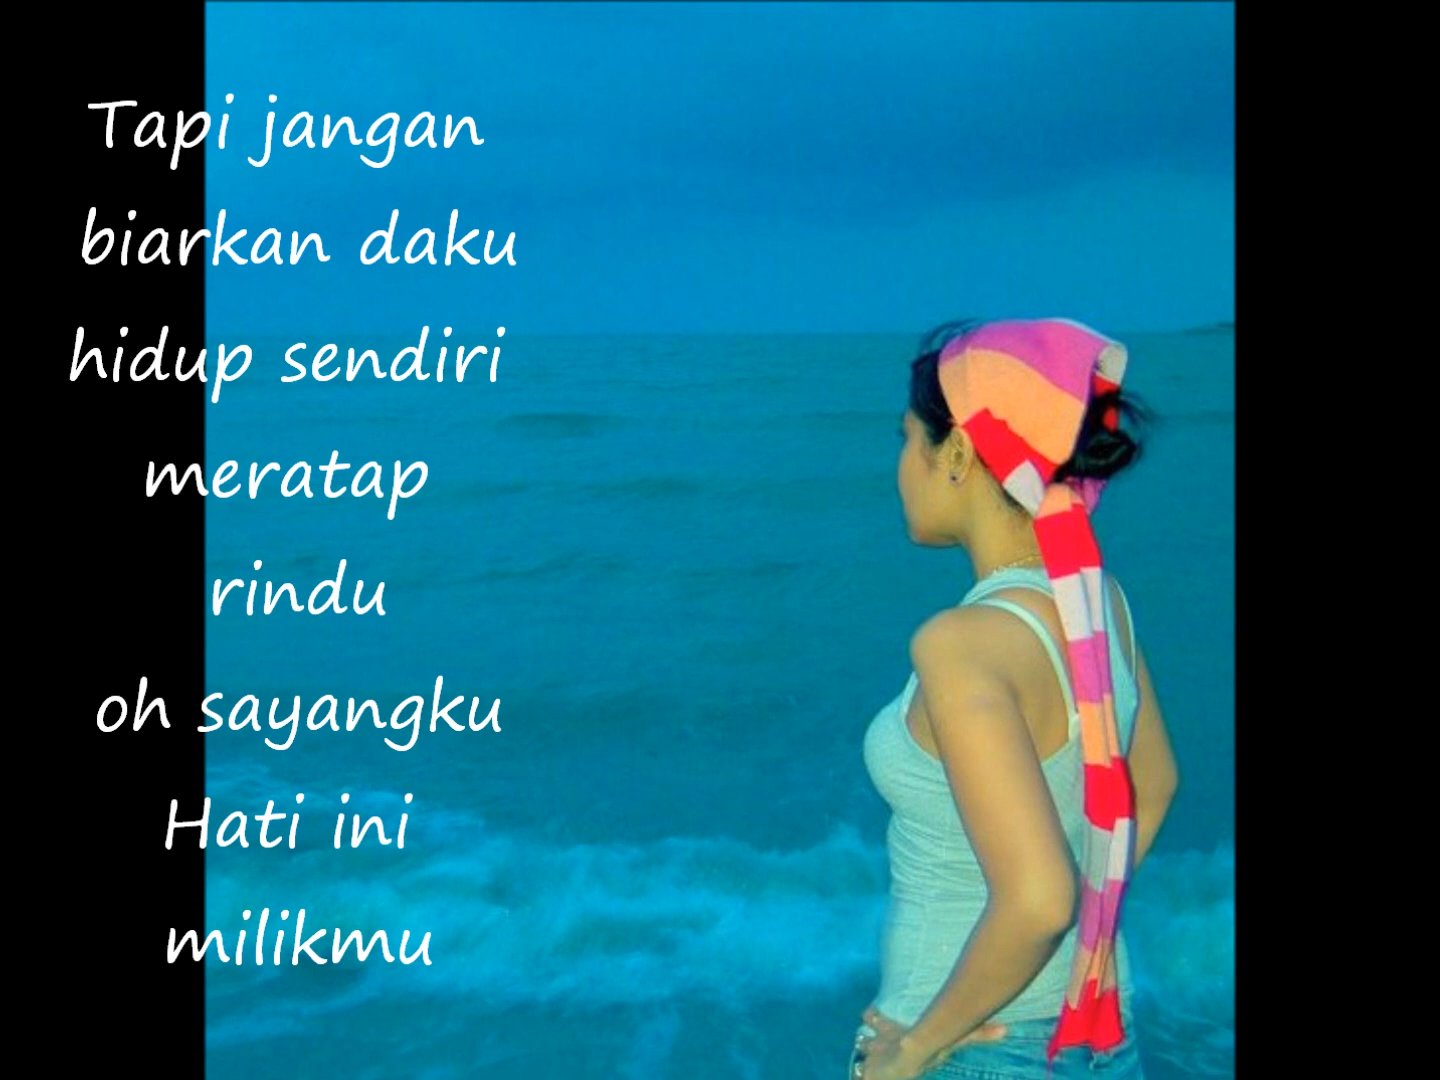 Tapi jangan
biarkan daku
hidup sendiri
meratap
rindu
oh sayangku
Hati ini
milikmu